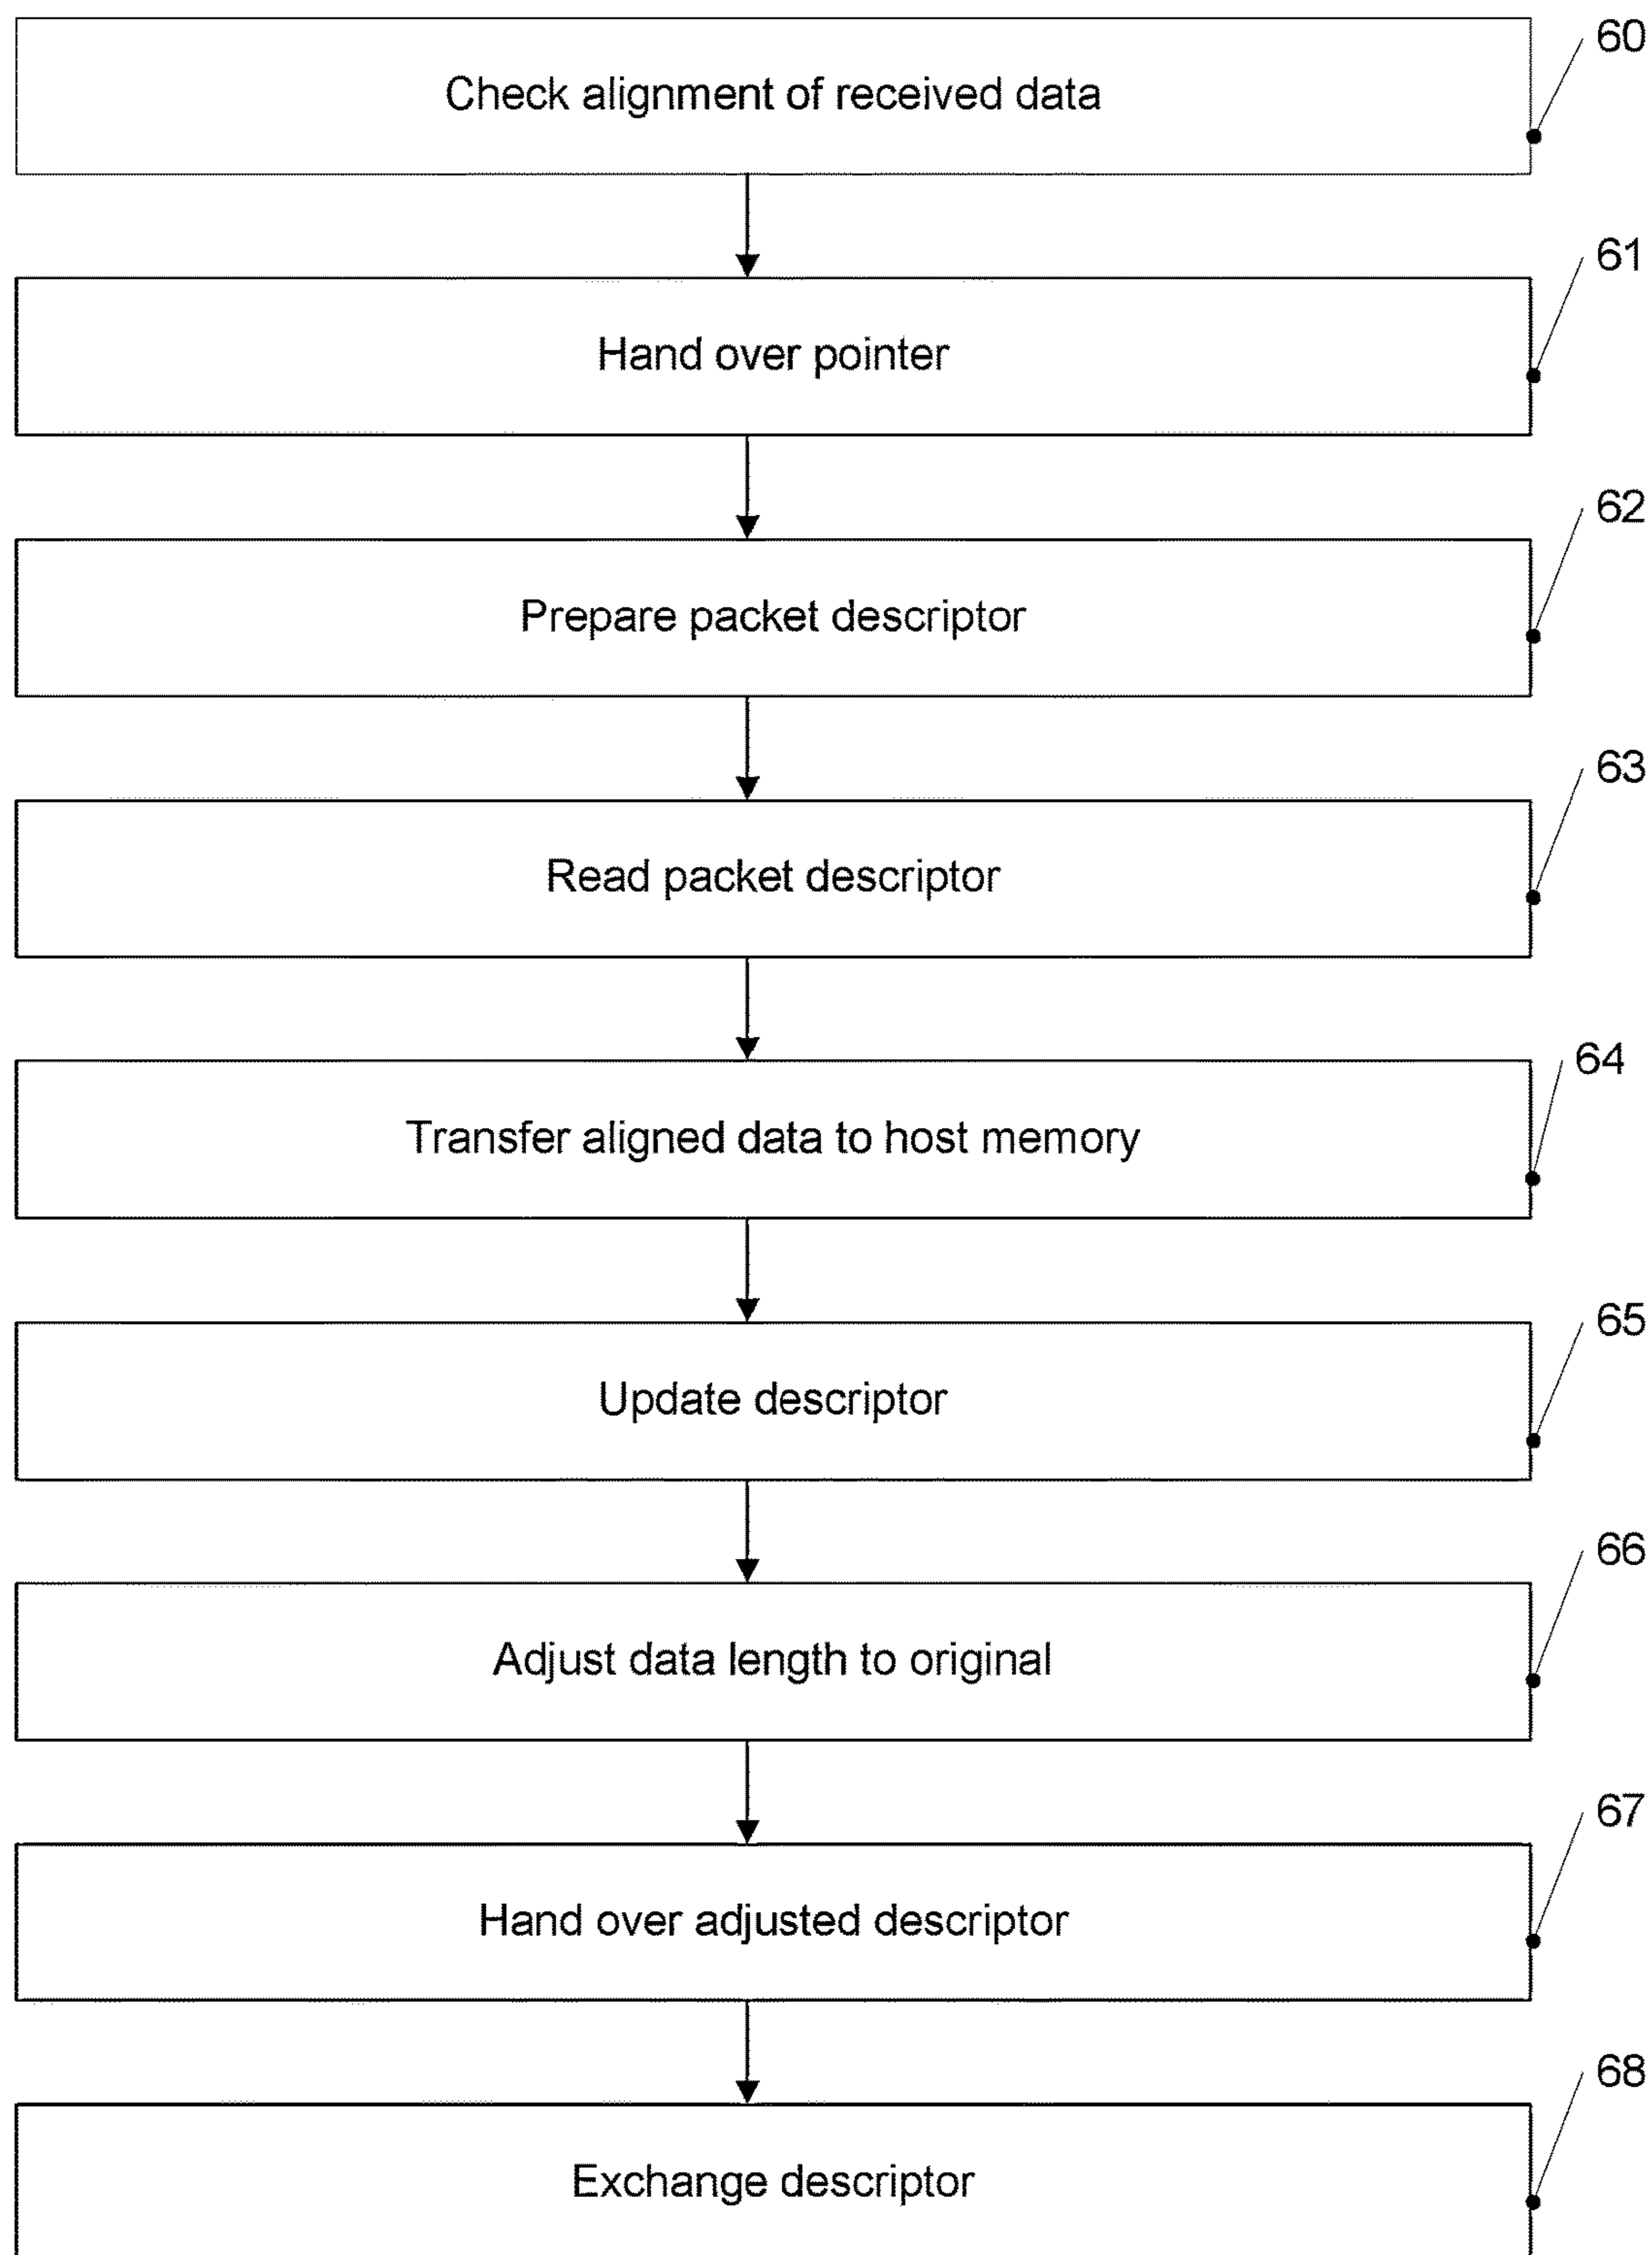 60
Check alignment of received data
61
Hand over pointer
62
Prepare packet descriptor
63
Read packet descriptor
64
Transfer aligned data to host memory
65
Update descriptor
66
Adjust data length to original
67
Hand over adjusted descriptor
68
Exchange descriptor